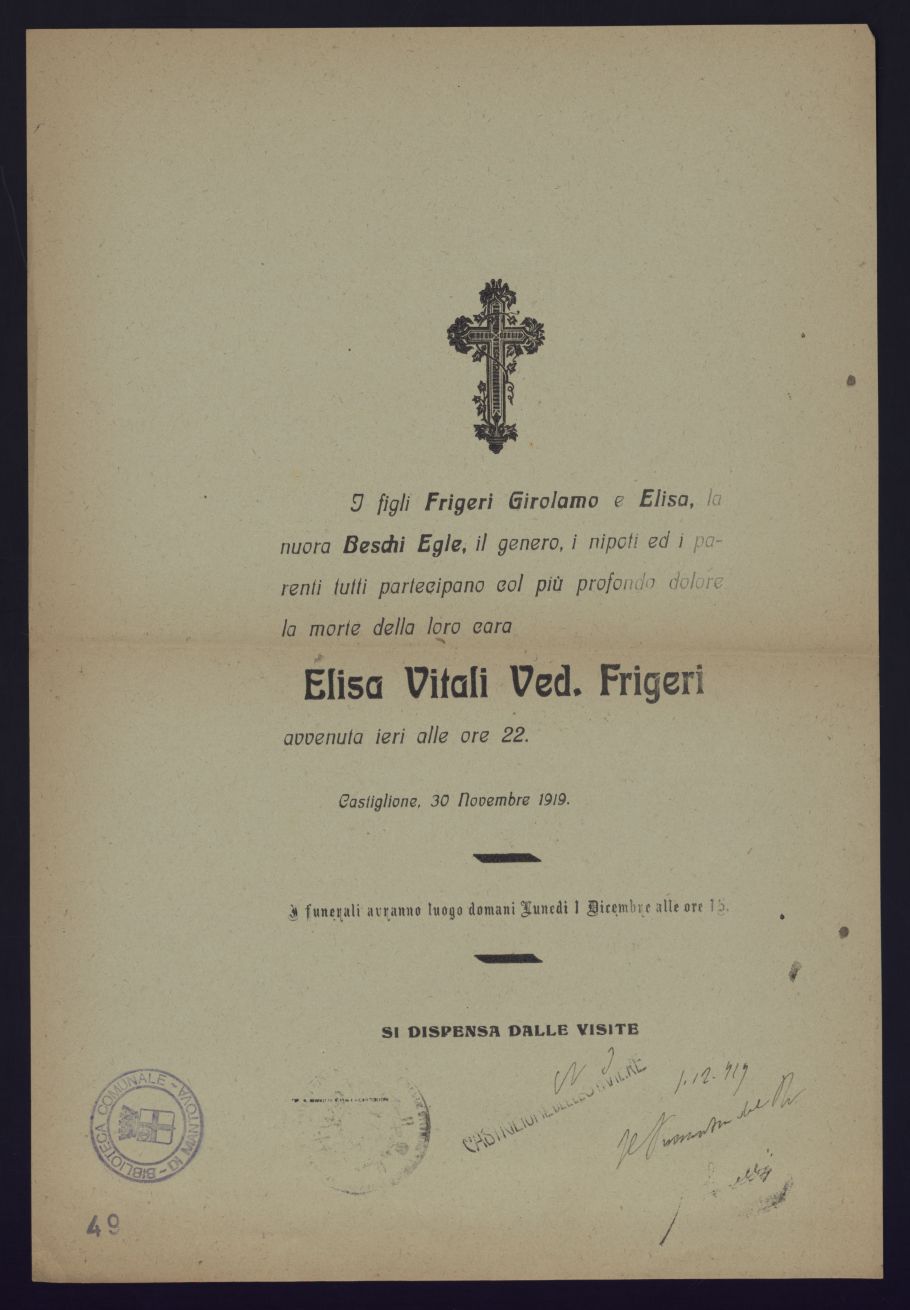 I figli Frigeri Girolamo e Elisa, la
nuora Beschi Egle, il genero, i nipoti ed i pa-
renti tutti partecipano col più profondo dolore
la morte della loro cara
Elisa Vitali Ved. Frigeri
avvenuta ieri alle ore 22.
Castiglione, 30 Novembre 1919.
I funerali avranno luogo domani Lunedì 1 Dicembre alle ore 15.
SI DISPENSA DALLE VISITE
CASTIGLIONE DELLE STIVIERE
1.12.919
BIBLIOTECA COMUNALE - DI MANTOVA -
49